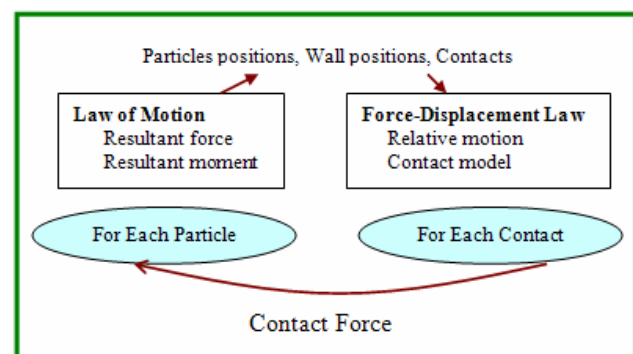 Particles positions, Wall positions, Contacts
Law of Motion
Resultant force
Resultant moment
Force-Displacement Law
Relative motion
Contact model
For Each Particle
For Each Contact
Contact Force